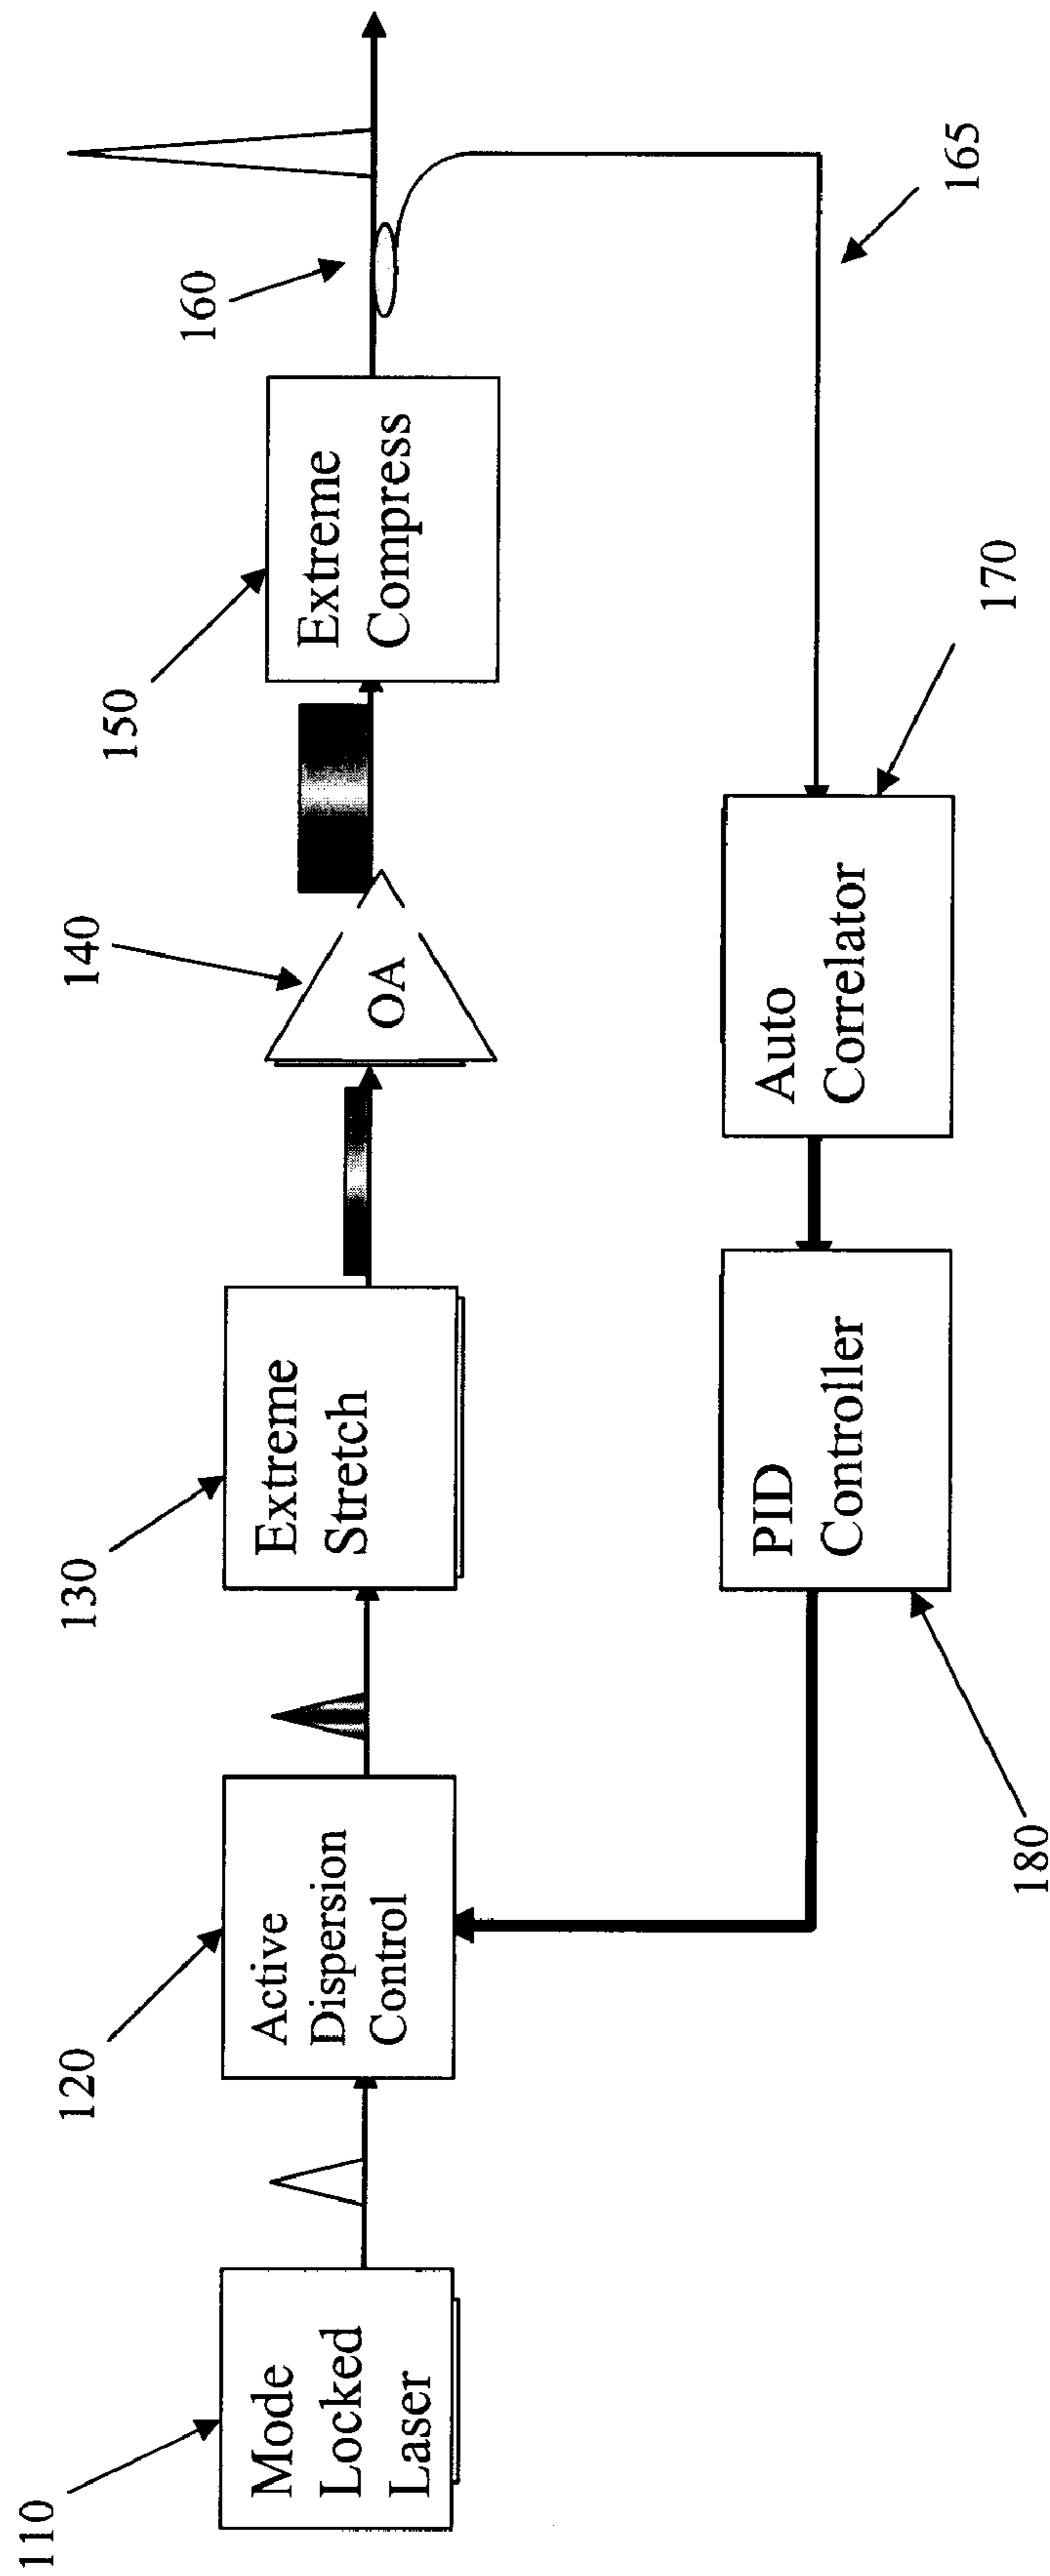 110
Mode
Locked
Laser
120
Active
Dispersion
Control
130
Extreme
Stretch
140
OA
150
Extreme
Compress
160
165
170
Auto
Correlator
180
PID
Controller